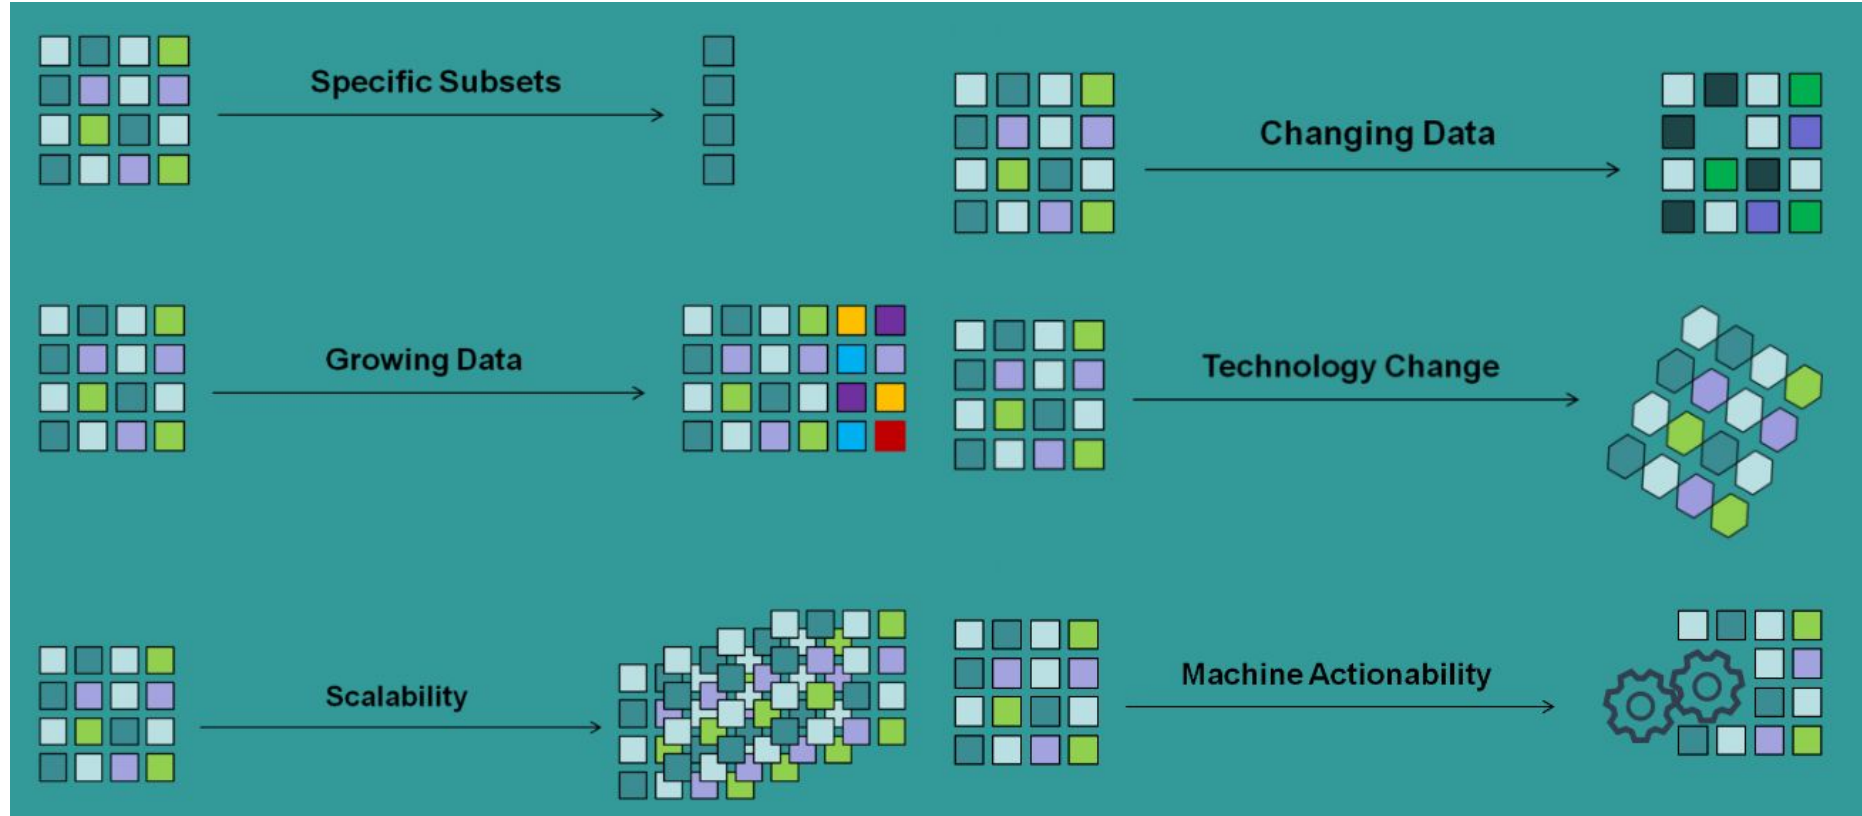 Specific Subsets
Changing Data
Growing Data
Technology Change
Scalability
Machine Actionability